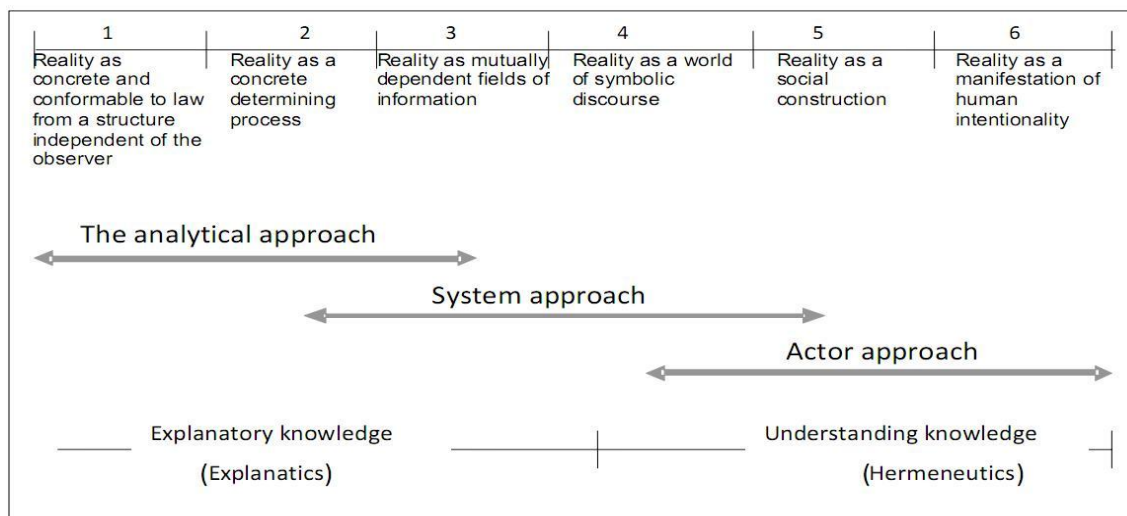 1 2 3 4 5 6
Reality as
concrete and
conformable to law
from a structure
independent of the
observer
Reality as a
concrete
determining
process
Reality as mutually
dependent fields of
information
Reality as a world
of symbolic
discourse
Reality as a
social
construction
Reality as a
manifestation of
human
intentionality
The analytical approach
System approach
Actor approach
Explanatory knowledge
(Explanatics)
Understanding knowledge
(Hermeneutics)